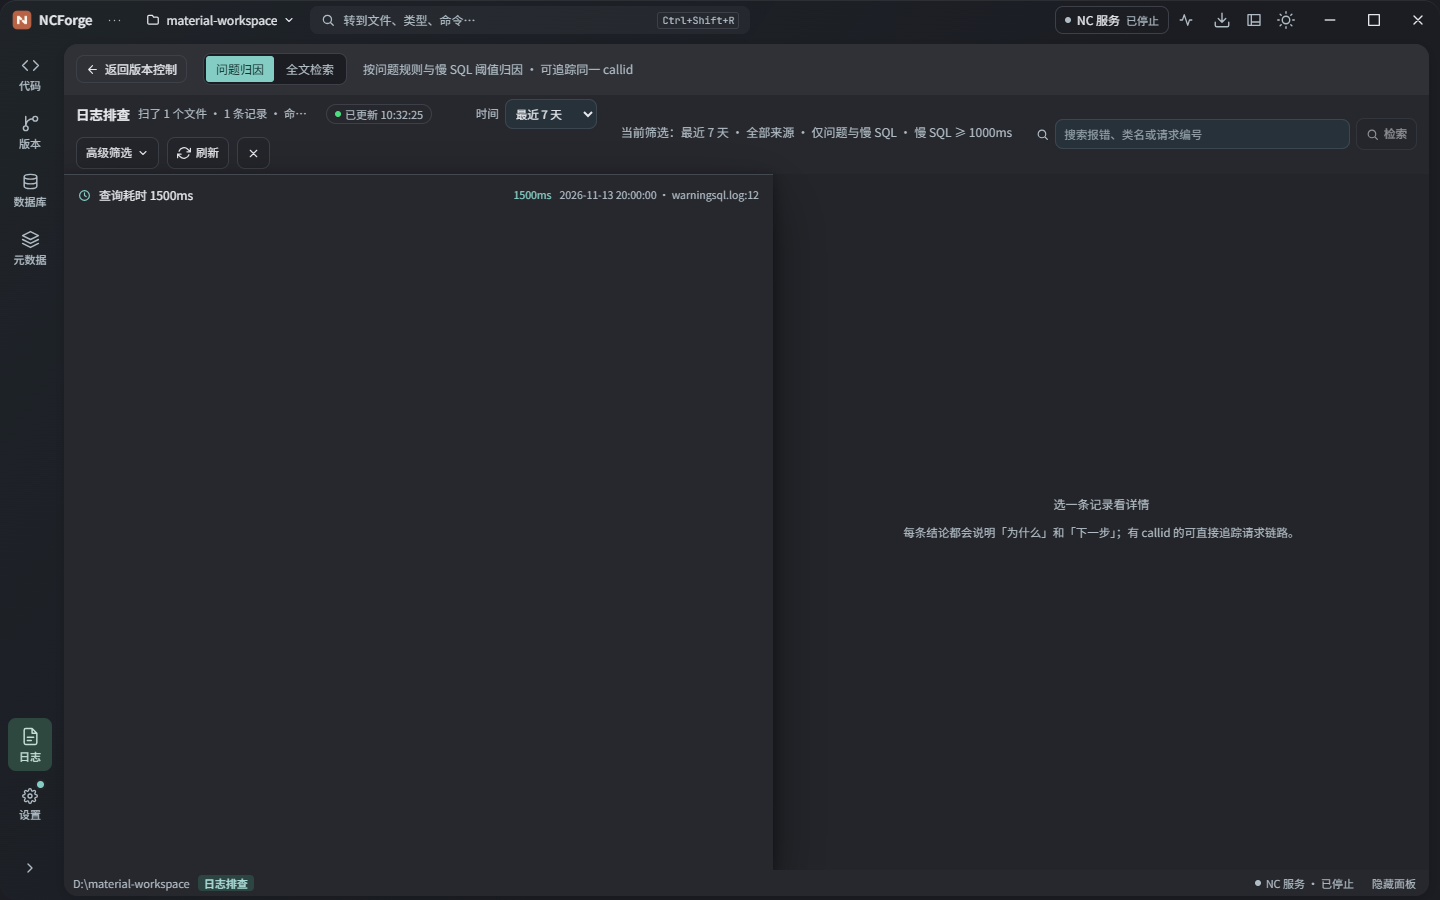 NCForge ··· material-workspace 转到文件、类型、命令··· Ctrl+Shift+R NC 服务 已停止
代码
版本
数据库
元数据
日志
设置
返回版本控制 问题归因 全文检索 按问题规则与慢 SQL 阈值归因 · 可追踪同一 callid
日志排查 扫了 1 个文件 · 1 条记录 · 命··· 已更新 10:32:25 时间 最近 7 天
当前筛选：最近 7 天 · 全部来源 · 仅问题与慢 SQL · 慢 SQL ≥ 1000ms 搜索报错、类名或请求编号 检索
高级筛选 刷新
查询耗时 1500ms 1500ms 2026-11-13 20:00:00 · warningsql.log:12
选一条记录看详情
每条结论都会说明「为什么」和「下一步」；有 callid 的可直接追踪请求链路。
D:\material-workspace 日志排查 NC 服务 · 已停止 隐藏面板